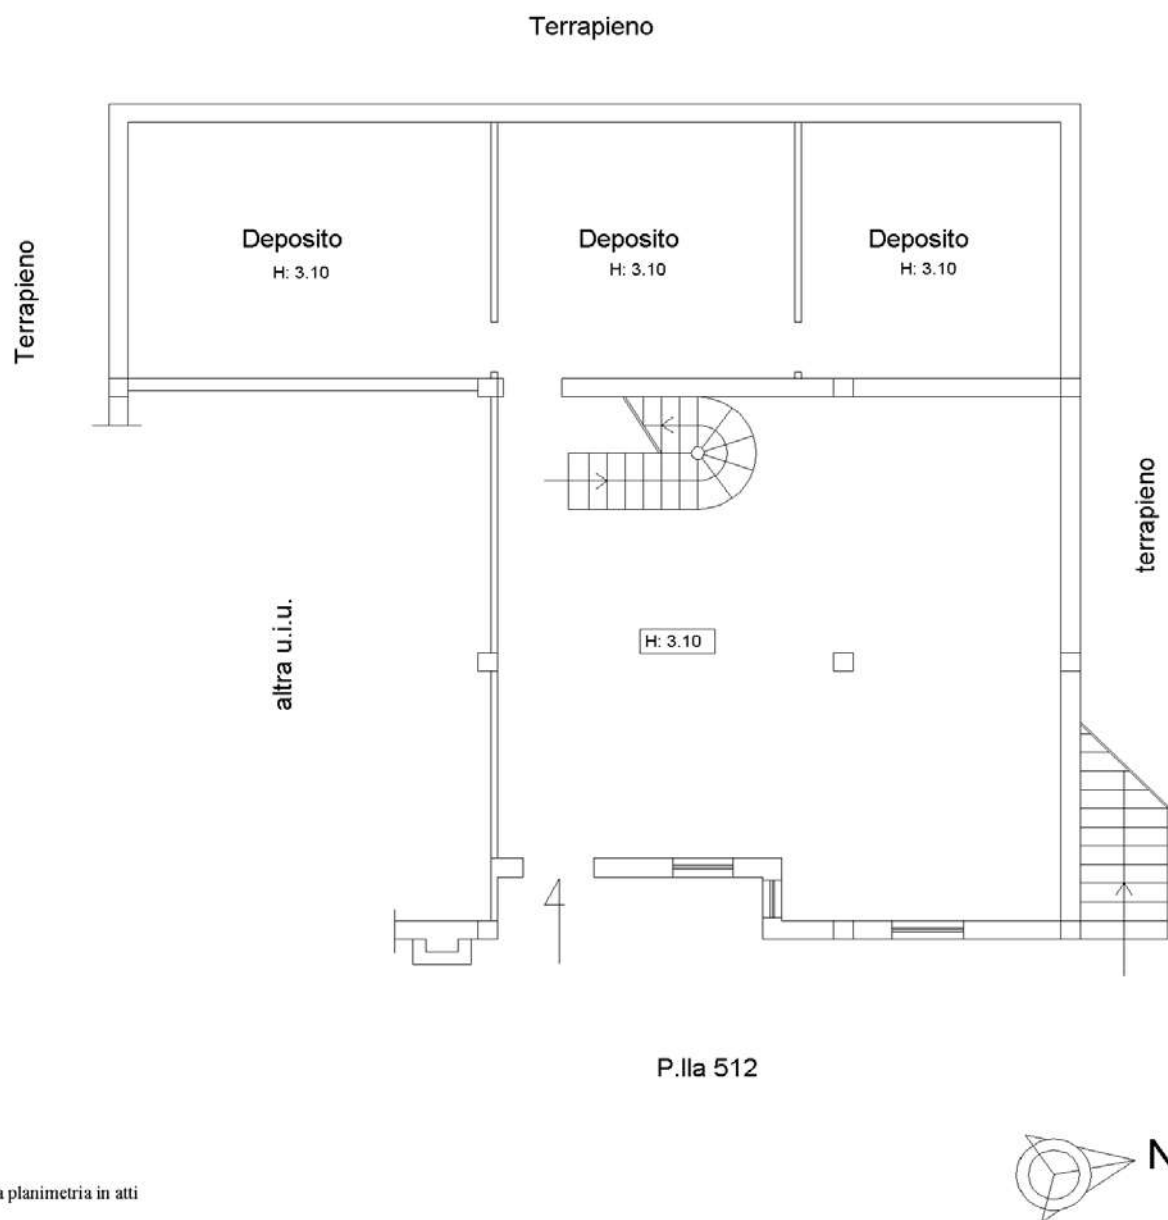 Terrapieno
Terrapieno
Deposito
H: 3.10
Deposito
H: 3.10
Deposito
H: 3.10
terrapieno
altra u.i.u.
H: 3.10
P.lla 512
N
a planimetria in atti